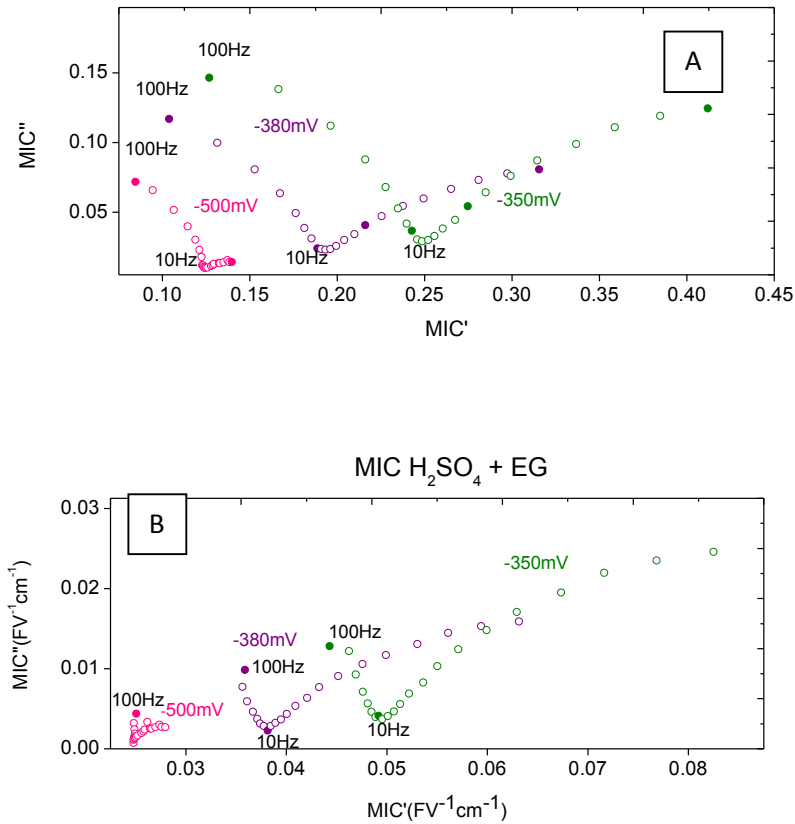 A
100Hz
100Hz
100Hz
-380mV
-500mV
-350mV
10Hz
10Hz
10Hz
0.15
0.10
0.05
MIC''
0.10 0.15 0.20 0.25 0.30 0.35 0.40 0.45
MIC'
MIC H₂SO₄ + EG
B
-350mV
100Hz
-380mV
100Hz
100Hz
-500mV
10Hz
10Hz
0.03
0.02
0.01
0.00
MIC''(FV⁻¹cm⁻¹)
0.03 0.04 0.05 0.06 0.07 0.08
MIC'(FV⁻¹cm⁻¹)